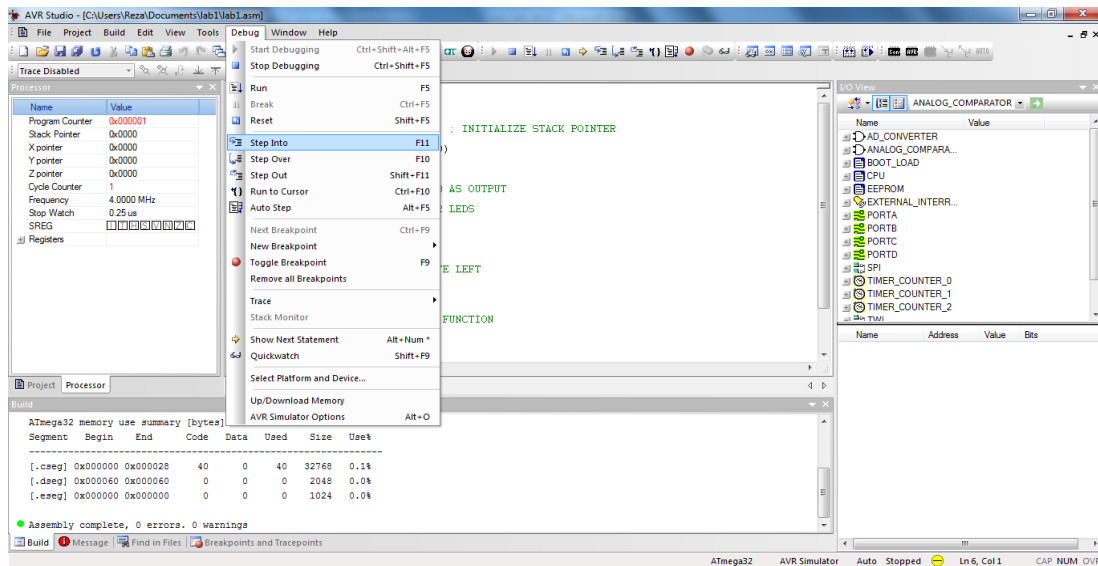 AVR Studio - [C:\Users\Reza\Documents\lab1\lab1.asm]
File Project Build Edit View Tools Debug Window Help
Trace Disabled
Processor
Name Value
Program Counter 0x000001
Stack Pointer 0x0000
X pointer 0x0000
Y pointer 0x0000
Z pointer 0x0000
Cycle Counter 1
Frequency 4.0000 MHz
Stop Watch 0.25 us
SREG I T H S V N Z C
Registers
Project Processor
Start Debugging Ctrl+Shift+Alt+F5
Stop Debugging Ctrl+Shift+F5
Run F5
Break Ctrl+F5
Reset Shift+F5
Step Into F11
Step Over F10
Step Out Shift+F11
Run to Cursor Ctrl+F10
Auto Step Alt+F5
Next Breakpoint Ctrl+F9
New Breakpoint
Toggle Breakpoint F9
Remove all Breakpoints
Trace
Stack Monitor
Show Next Statement Alt+Num *
Quickwatch Shift+F9
Select Platform and Device...
Up/Download Memory
AVR Simulator Options Alt+O
; INITIALIZE STACK POINTER
)
AS OUTPUT
LEDS
E LEFT
FUNCTION
I/O View
ANALOG_COMPARATOR
Name Value
AD_CONVERTER
ANALOG_COMPARA...
BOOT_LOAD
CPU
EEPROM
EXTERNAL_INTERR...
PORTA
PORTB
PORTC
PORTD
SPI
TIMER_COUNTER_0
TIMER_COUNTER_1
TIMER_COUNTER_2
TWI
Name Address Value Bits
Build
ATmega32 memory use summary [bytes]
Segment Begin End Code Data Used Size Use%
---------------------------------------------------------------
[.cseg] 0x000000 0x000028 40 0 40 32768 0.1%
[.dseg] 0x000060 0x000060 0 0 0 2048 0.0%
[.eseg] 0x000000 0x000000 0 0 0 1024 0.0%
Assembly complete, 0 errors. 0 warnings
Build Message Find in Files Breakpoints and Tracepoints
ATmega32 AVR Simulator Auto Stopped Ln 6, Col 1 CAP NUM OVR